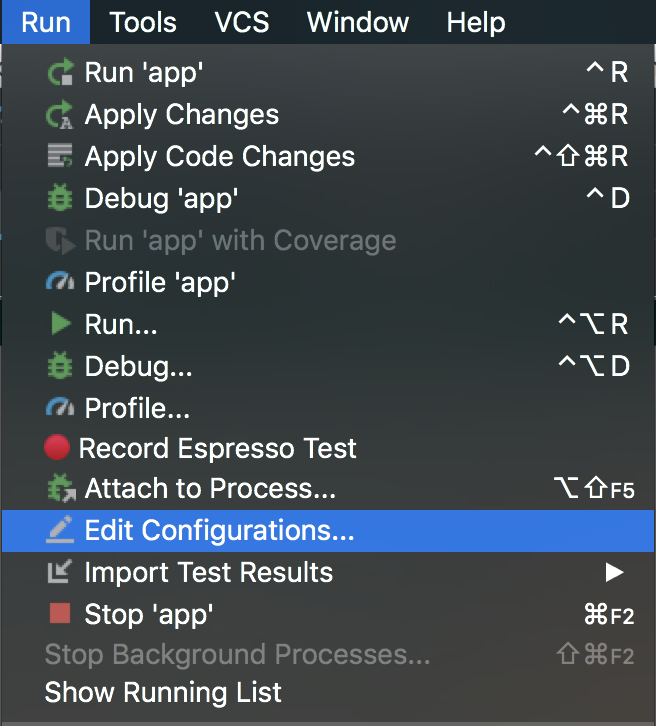 Run Tools VCS Window Help
Run 'app' ^R
Apply Changes ^⌘R
Apply Code Changes ^⇧⌘R
Debug 'app' ^D
Run 'app' with Coverage
Profile 'app'
Run... ^⌥R
Debug... ^⌥D
Profile...
Record Espresso Test
Attach to Process... ⌥⇧F5
Edit Configurations...
Import Test Results ▶
Stop 'app' ⌘F2
Stop Background Processes... ⇧⌘F2
Show Running List